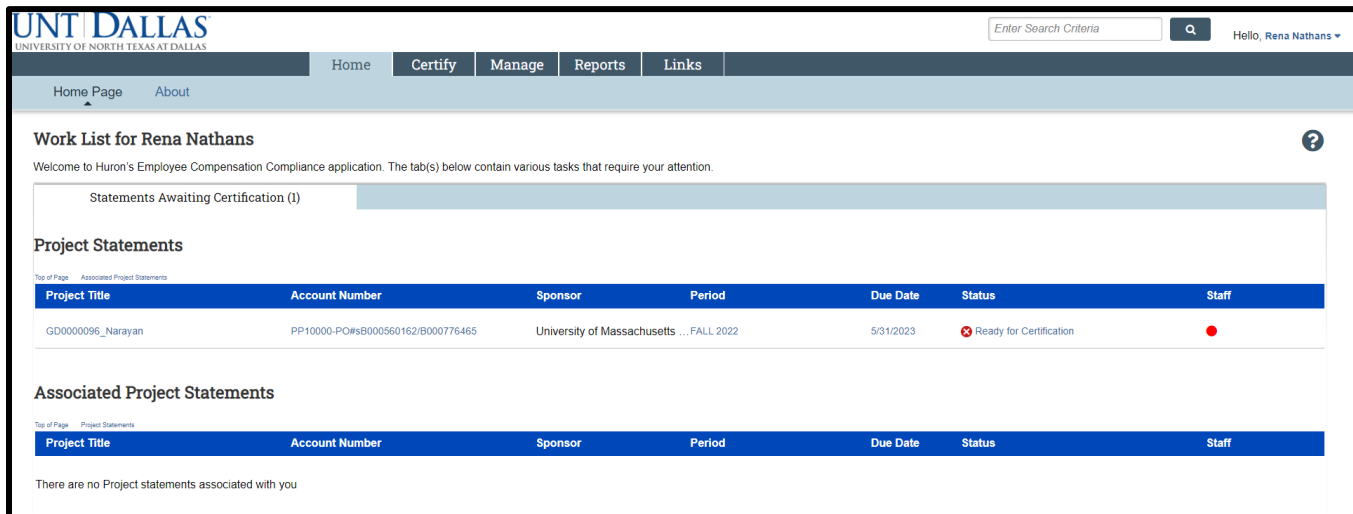 UNT DALLAS
UNIVERSITY OF NORTH TEXAS AT DALLAS
Enter Search Criteria
Hello, Rena Nathans
Home Certify Manage Reports Links
Home Page About
Work List for Rena Nathans
?
Welcome to Huron's Employee Compensation Compliance application. The tab(s) below contain various tasks that require your attention.
Statements Awaiting Certification (1)
Project Statements
Top of Page Associated Project Statements
Project Title Account Number Sponsor Period Due Date Status Staff
GD0000096_Narayan PP10000-PO#sB000560162/B000776465 University of Massachusetts ... FALL 2022 5/31/2023 Ready for Certification
Associated Project Statements
Top of Page Project Statements
Project Title Account Number Sponsor Period Due Date Status Staff
There are no Project statements associated with you